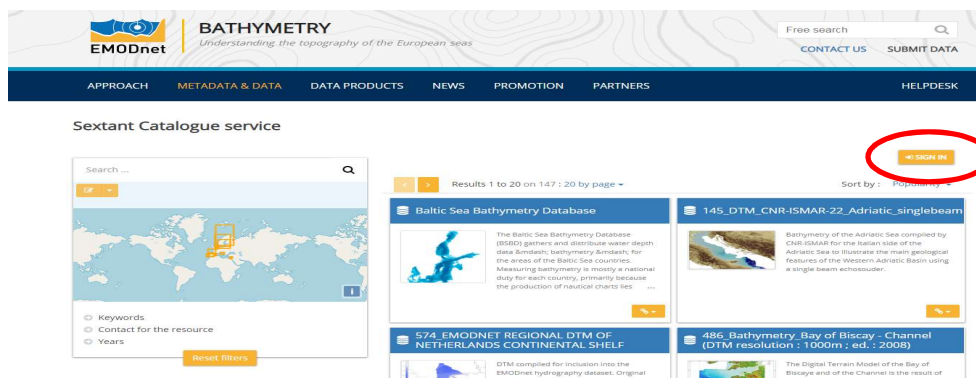 EMODnet
BATHYMETRY
Understanding the topography of the European seas
Free search
CONTACT US SUBMIT DATA
APPROACH METADATA & DATA DATA PRODUCTS NEWS PROMOTION PARTNERS HELPDESK
Sextant Catalogue service
SIGN IN
Search ...
Results 1 to 20 on 147 : 20 by page
Sort by : Popularity
i
Keywords
Contact for the resource
Years
Reset filters
Baltic Sea Bathymetry Database
The Baltic Sea Bathymetry Database
(BSBD) gathers and distribute water depth
data &mdash; bathymetry &mdash; for
the areas of the Baltic Sea countries.
Measuring bathymetry is mostly a national
duty for each country, primarily because
the production of nautical charts lies ...
145_DTM_CNR-ISMAR-22_Adriatic_singlebeam
Bathymetry of the Adriatic Sea compiled by
CNR-ISMAR for the Italian side of the
Adriatic Sea to illustrate the main geological
features of the Western Adriatic Basin using
a single beam echosouder.
574_EMODNET REGIONAL DTM OF
NETHERLANDS CONTINENTAL SHELF
DTM compiled for inclusion into the
EMODnet hydrography dataset. Original
486_Bathymetry_Bay of Biscay - Channel
(DTM resolution : 1000m ; ed. : 2008)
The Digital Terrain Model of the Bay of
Biscaye and of the Channel is the result of